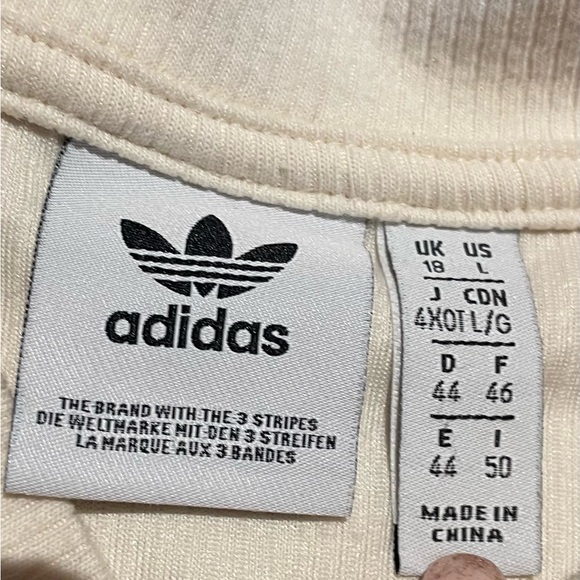 adidas
THE BRAND WITH THE 3 STRIPES
DIE WELTMARKE MIT DEN 3 STREIFEN
LA MARQUE AUX 3 BANDES
UK US
18 L
J CDN
4XOT L/G
D F
44 46
E I
44 50
MADE IN
CHINA